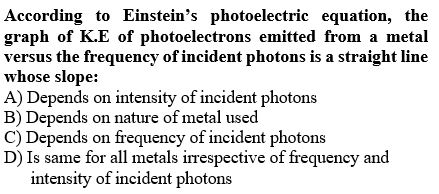 According to Einstein’s photoelectric equation, the
graph of K.E of photoelectrons emitted from a metal
versus the frequency of incident photons is a straight line
whose slope:
A) Depends on intensity of incident photons
B) Depends on nature of metal used
C) Depends on frequency of incident photons
D) Is same for all metals irrespective of frequency and
intensity of incident photons